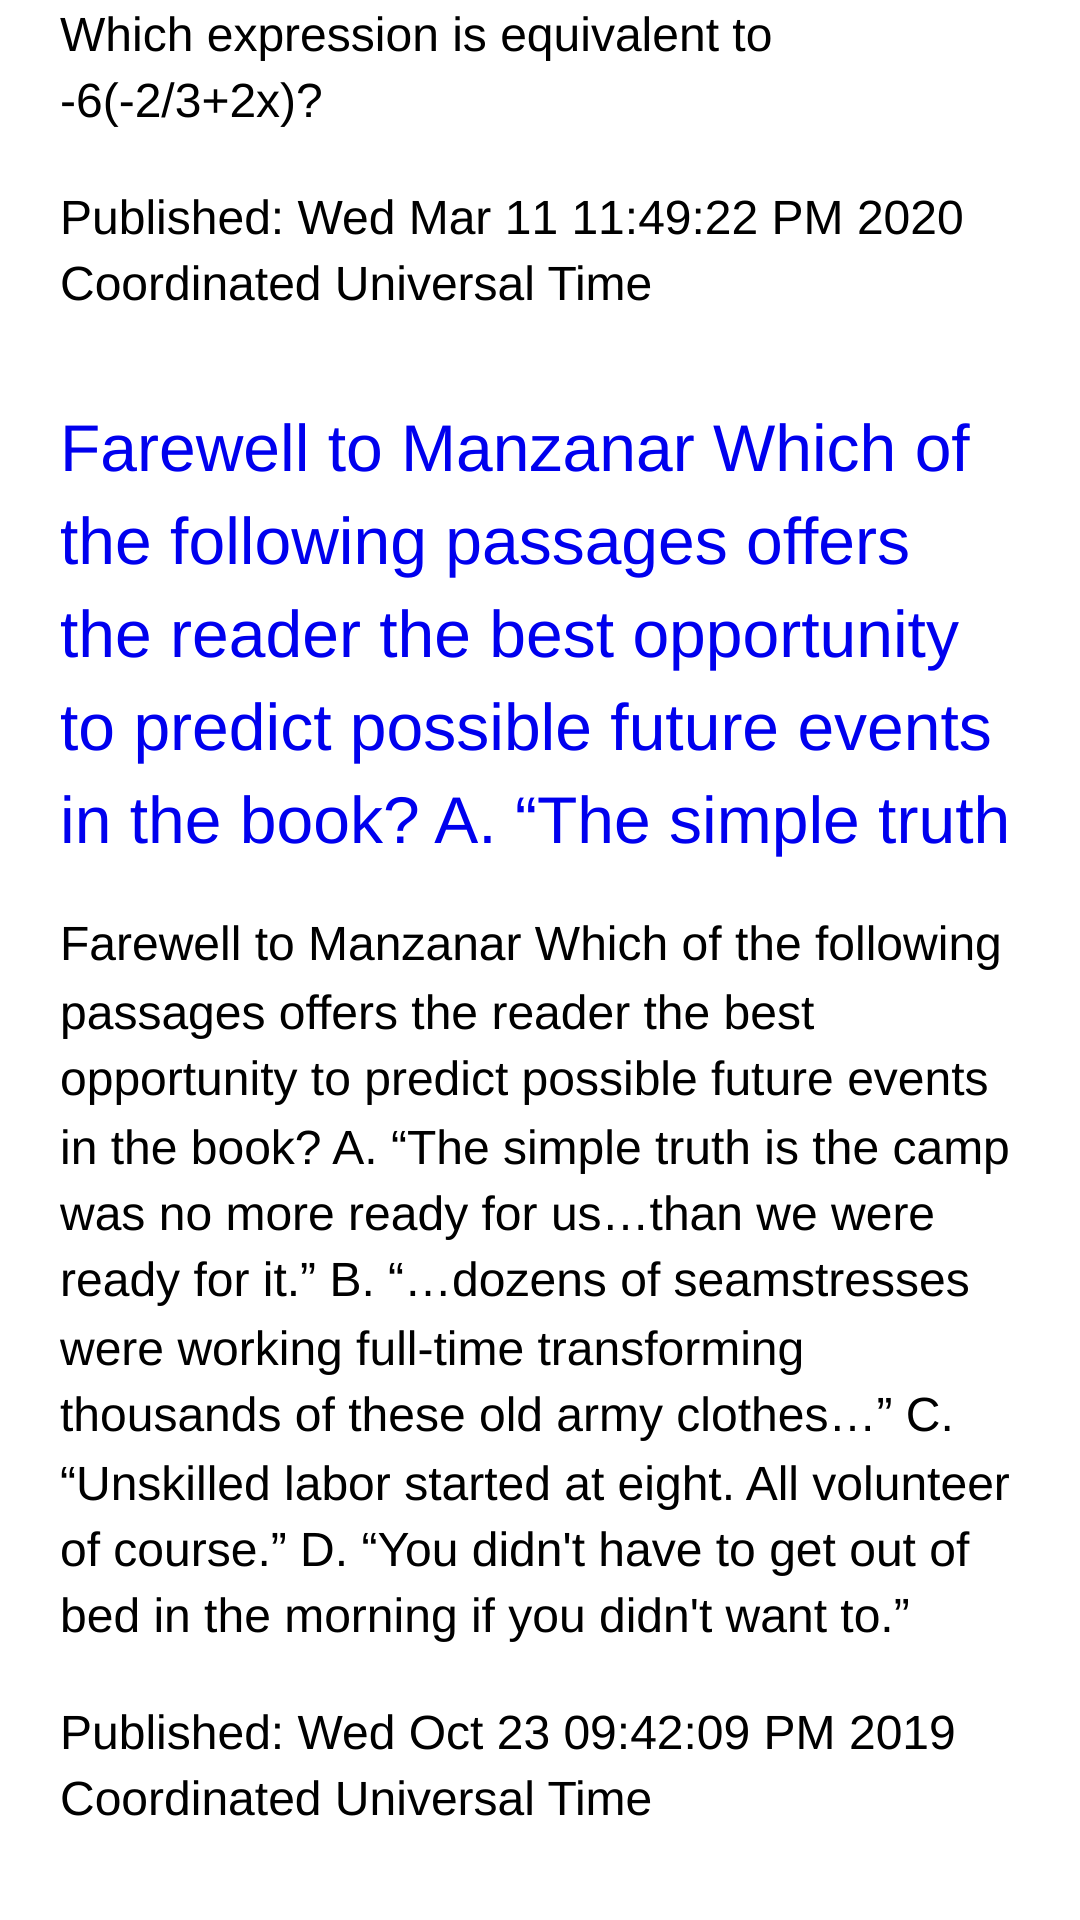 Which expression is equivalent to
-6(-2/3+2x)?
Published: Wed Mar 11 11:49:22 PM 2020
Coordinated Universal Time
Farewell to Manzanar Which of
the following passages offers
the reader the best opportunity
to predict possible future events
in the book? A. “The simple truth
Farewell to Manzanar Which of the following
passages offers the reader the best
opportunity to predict possible future events
in the book? A. “The simple truth is the camp
was no more ready for us…than we were
ready for it.” B. “…dozens of seamstresses
were working full-time transforming
thousands of these old army clothes…” C.
“Unskilled labor started at eight. All volunteer
of course.” D. “You didn't have to get out of
bed in the morning if you didn't want to.”
Published: Wed Oct 23 09:42:09 PM 2019
Coordinated Universal Time